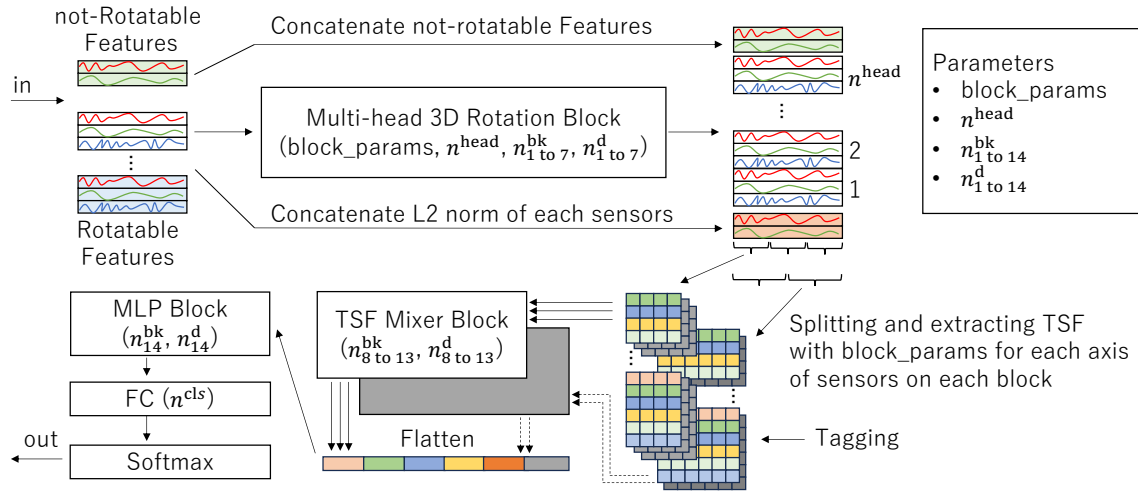 not-Rotatable
Features
Concatenate not-rotatable Features
in
Multi-head 3D Rotation Block
(block_params, n^head, n^bk_1 to 7, n^d_1 to 7)
...
Concatenate L2 norm of each sensors
Rotatable
Features
n^head
...
2
1
Parameters
• block_params
• n^head
• n^bk_1 to 14
• n^d_1 to 14
MLP Block
(n^bk_14, n^d_14)
FC (n^cls)
Softmax
out
TSF Mixer Block
(n^bk_8 to 13, n^d_8 to 13)
Flatten
...
...
Splitting and extracting TSF
with block_params for each axis
of sensors on each block
Tagging